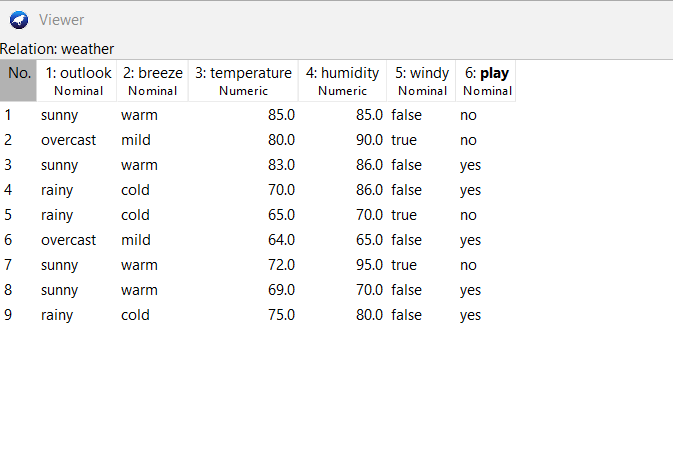 Viewer
Relation: weather
No. 1: outlook 2: breeze 3: temperature 4: humidity 5: windy 6: play
Nominal Nominal Numeric Numeric Nominal Nominal
1 sunny warm 85.0 85.0 false no
2 overcast mild 80.0 90.0 true no
3 sunny warm 83.0 86.0 false yes
4 rainy cold 70.0 86.0 false yes
5 rainy cold 65.0 70.0 true no
6 overcast mild 64.0 65.0 false yes
7 sunny warm 72.0 95.0 true no
8 sunny warm 69.0 70.0 false yes
9 rainy cold 75.0 80.0 false yes